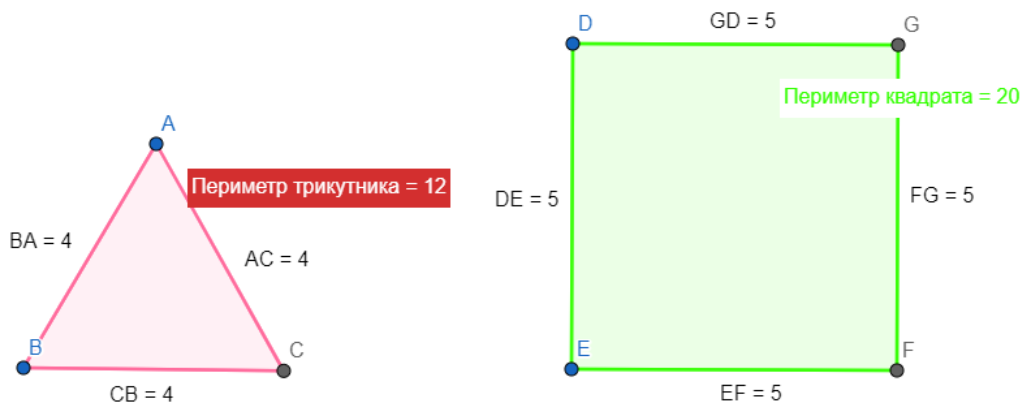 A
Периметр трикутника = 12
BA = 4
AC = 4
B
C
CB = 4
GD = 5
D
G
Периметр квадрата = 20
DE = 5
FG = 5
E
F
EF = 5